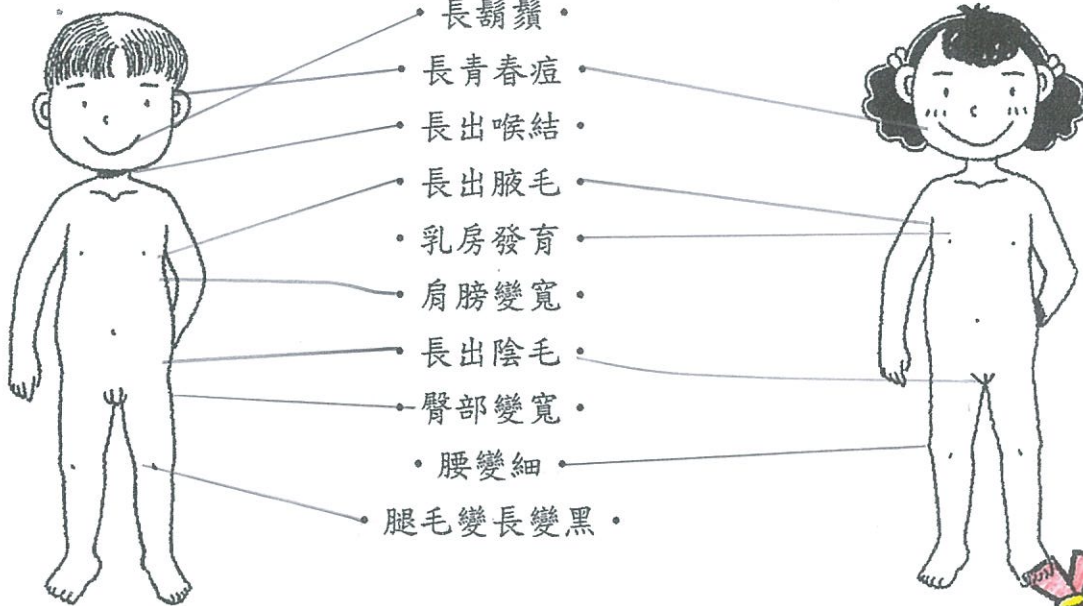 長鬍鬚
長青春痘
長出喉結
長出腋毛
乳房發育
肩膀變寬
長出陰毛
臀部變寬
腰變細
腿毛變長變黑